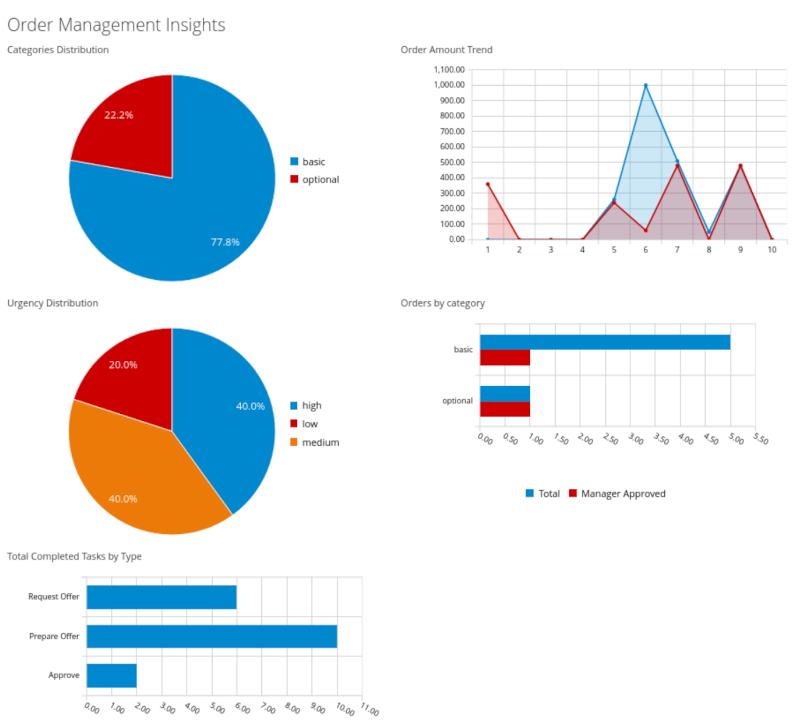 Order Management Insights
Categories Distribution
22.2%
77.8%
basic
optional
Order Amount Trend
1,100.00
1,000.00
900.00
800.00
700.00
600.00
500.00
400.00
300.00
200.00
100.00
0.00
1 2 3 4 5 6 7 8 9 10
Urgency Distribution
20.0%
40.0%
40.0%
high
low
medium
Orders by category
basic
optional
0.00 0.50 1.00 1.50 2.00 2.50 3.00 3.50 4.00 4.50 5.00 5.50
Total Manager Approved
Total Completed Tasks by Type
Request Offer
Prepare Offer
Approve
0.00 1.00 2.00 3.00 4.00 5.00 6.00 7.00 8.00 9.00 10.00 11.00